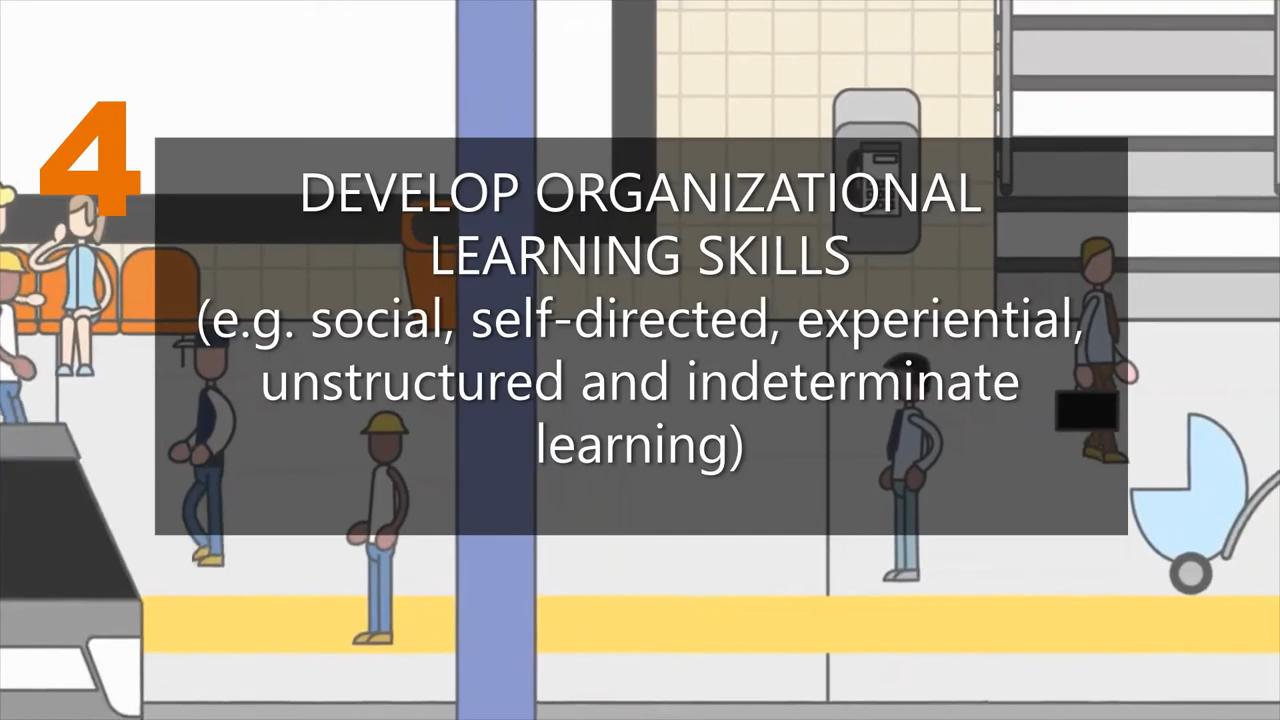 4
DEVELOP ORGANIZATIONAL
LEARNING SKILLS
(e.g. social, self-directed, experiential,
unstructured and indeterminate
learning)